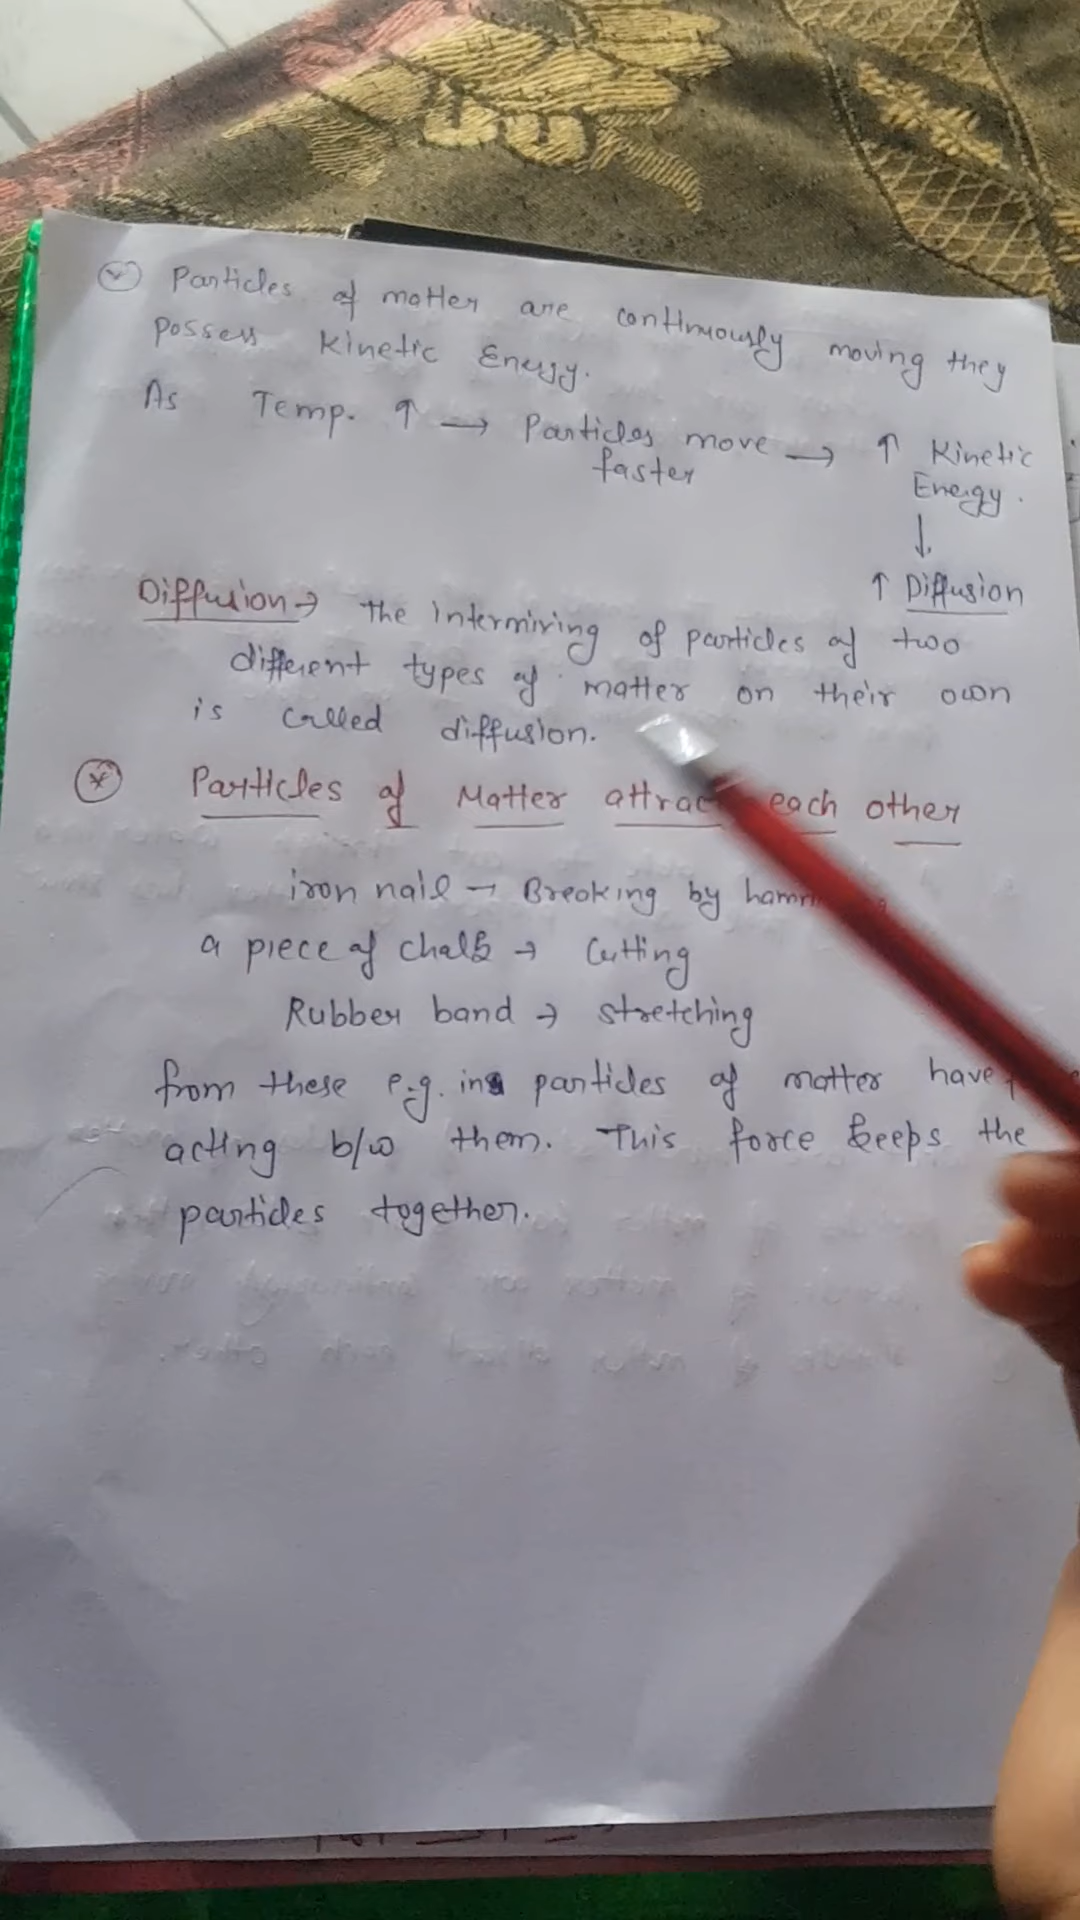 Particles of matter are continuously moving they
possess Kinetic Energy.
As Temp. ↑ → Particles move faster → ↑ Kinetic Energy.
↓
↑ Diffusion
Diffusion → the intermixing of particles of two
different types of matter on their own
is called diffusion.
* Particles of Matter attract each other
iron nail → Breaking by
a piece of chalk → Cutting
Rubber band → stretching
from these e.g. ins particles of matter have
acting b/w them. This force keeps the
particles together.